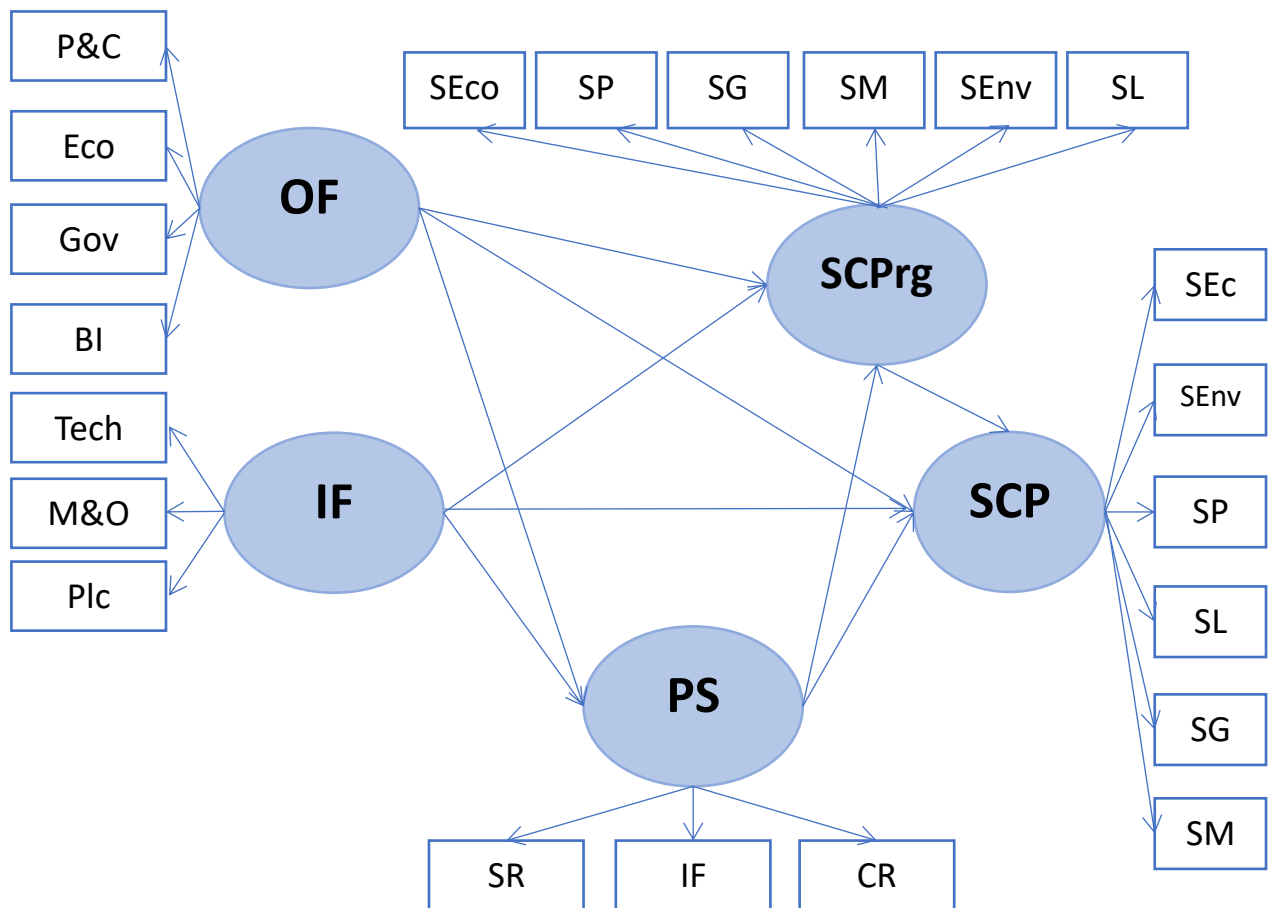 P&C
Eco
Gov
BI
Tech
M&O
Plc
OF
IF
SEco
SP
SG
SM
SEnv
SL
SCPrg
SCP
PS
SEc
SEnv
SP
SL
SG
SM
SR
IF
CR